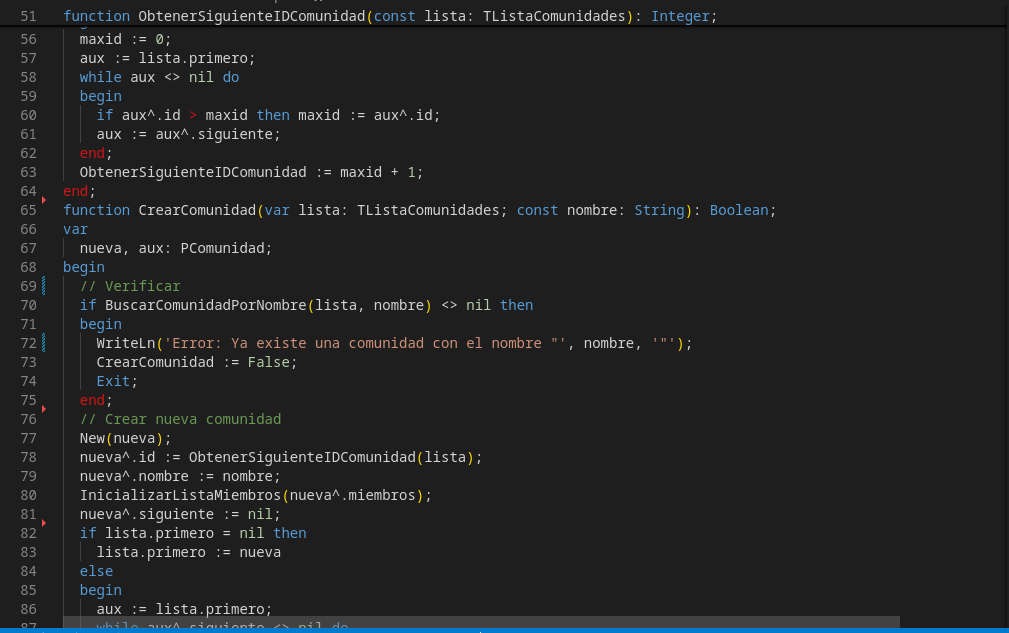 51 function ObtenerSiguienteIDComunidad(const lista: TListaComunidades): Integer;
56 maxid := 0;
57 aux := lista.primero;
58 while aux <> nil do
59 begin
60 if aux^.id > maxid then maxid := aux^.id;
61 aux := aux^.siguiente;
62 end;
63 ObtenerSiguienteIDComunidad := maxid + 1;
64 end;
65 function CrearComunidad(var lista: TListaComunidades; const nombre: String): Boolean;
66 var
67 nueva, aux: PComunidad;
68 begin
69 // Verificar
70 if BuscarComunidadPorNombre(lista, nombre) <> nil then
71 begin
72 WriteLn('Error: Ya existe una comunidad con el nombre "', nombre, '"');
73 CrearComunidad := False;
74 Exit;
75 end;
76 // Crear nueva comunidad
77 New(nueva);
78 nueva^.id := ObtenerSiguienteIDComunidad(lista);
79 nueva^.nombre := nombre;
80 InicializarListaMiembros(nueva^.miembros);
81 nueva^.siguiente := nil;
82 if lista.primero = nil then
83 lista.primero := nueva
84 else
85 begin
86 aux := lista.primero;
87 while aux^.siguiente <> nil do